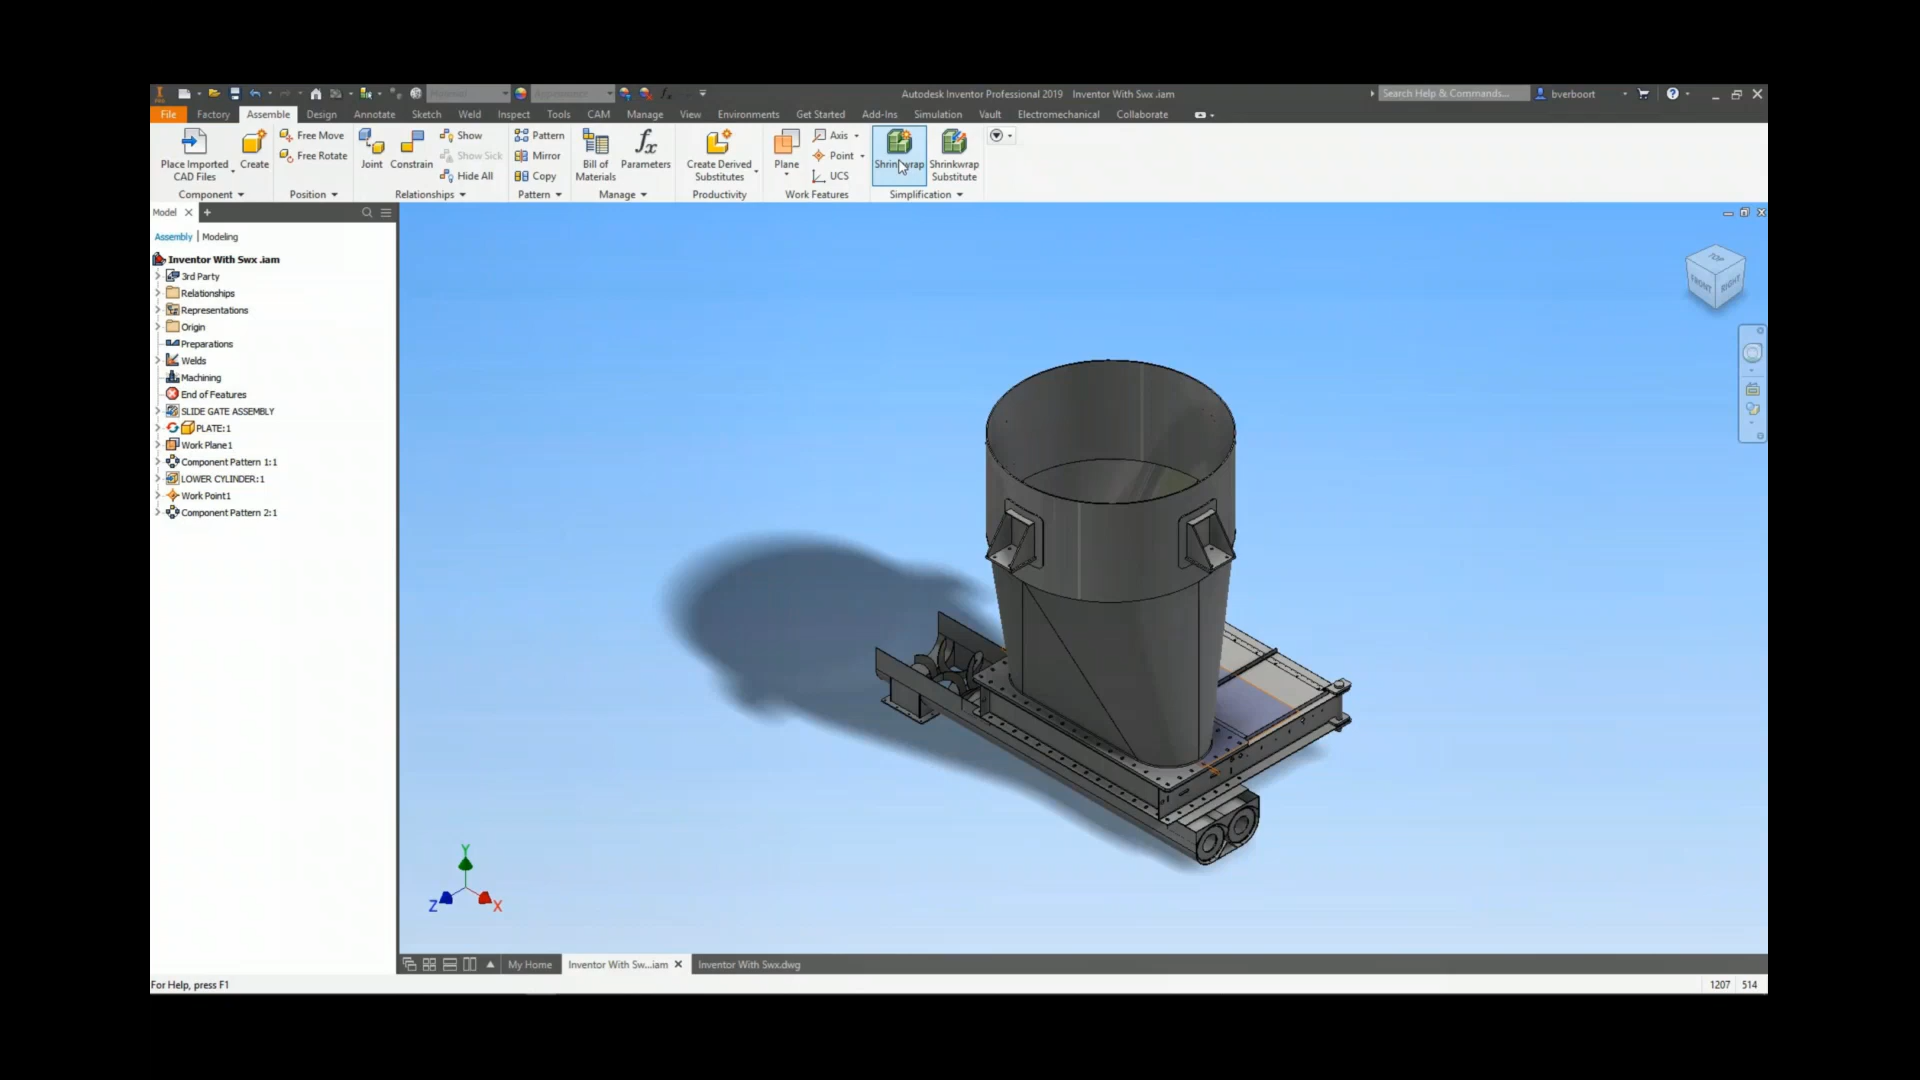 Autodesk Inventor Professional 2019 Inventor With Swx .iam
Search Help & Commands...
bverboort
File Factory Assemble Design Annotate Sketch Weld Inspect Tools CAM Manage View Environments Get Started Add-Ins Simulation Vault Electromechanical Collaborate
Place Imported
CAD Files
Create
Component
Free Move
Free Rotate
Position
Joint
Constrain
Show
Show Sick
Hide All
Relationships
Pattern
Mirror
Copy
Pattern
Bill of
Materials
fx
Parameters
Manage
Create Derived
Substitutes
Productivity
Plane
Axis
Point
UCS
Work Features
Shrinkwrap
Shrinkwrap
Substitute
Simplification
Model
Assembly | Modeling
Inventor With Swx .iam
3rd Party
Relationships
Representations
Origin
Preparations
Welds
Machining
End of Features
SLIDE GATE ASSEMBLY
PLATE:1
Work Plane1
Component Pattern 1:1
LOWER CYLINDER:1
Work Point1
Component Pattern 2:1
TOP
FRONT
RIGHT
Y
Z
X
My Home
Inventor With Sw...iam
Inventor With Swx.dwg
For Help, press F1
1207 514